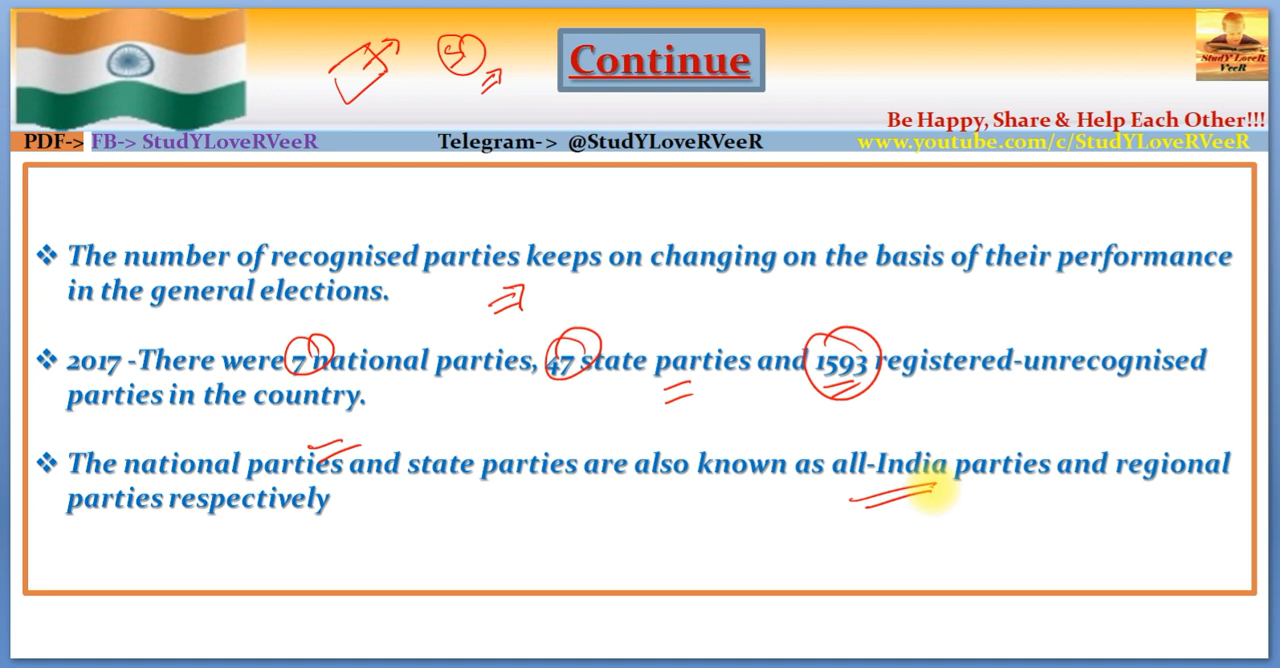 Continue
StudY LoveR
VeeR
Be Happy, Share & Help Each Other!!!
PDF-> FB-> StudYLoveRVeeR Telegram-> @StudYLoveRVeeR www.youtube.com/c/StudYLoveRVeeR
❖ The number of recognised parties keeps on changing on the basis of their performance
in the general elections.
❖ 2017 -There were 7 national parties, 47 state parties and 1593 registered-unrecognised
parties in the country.
❖ The national parties and state parties are also known as all-India parties and regional
parties respectively